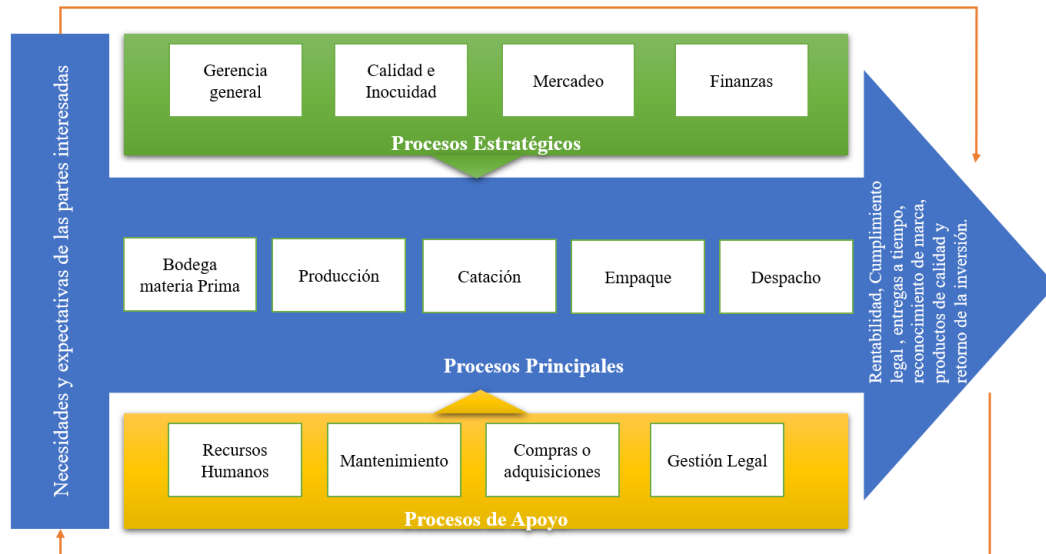 Necesidades y expectativas de las partes interesadas
Gerencia
general
Calidad e
Inocuidad
Mercadeo
Finanzas
Procesos Estratégicos
Bodega
materia Prima
Producción
Catación
Empaque
Despacho
Procesos Principales
Recursos
Humanos
Mantenimiento
Compras o
adquisiciones
Gestión Legal
Procesos de Apoyo
Rentabilidad, Cumplimiento
legal , entregas a tiempo,
reconocimiento de marca,
productos de calidad y
retorno de la inversión.